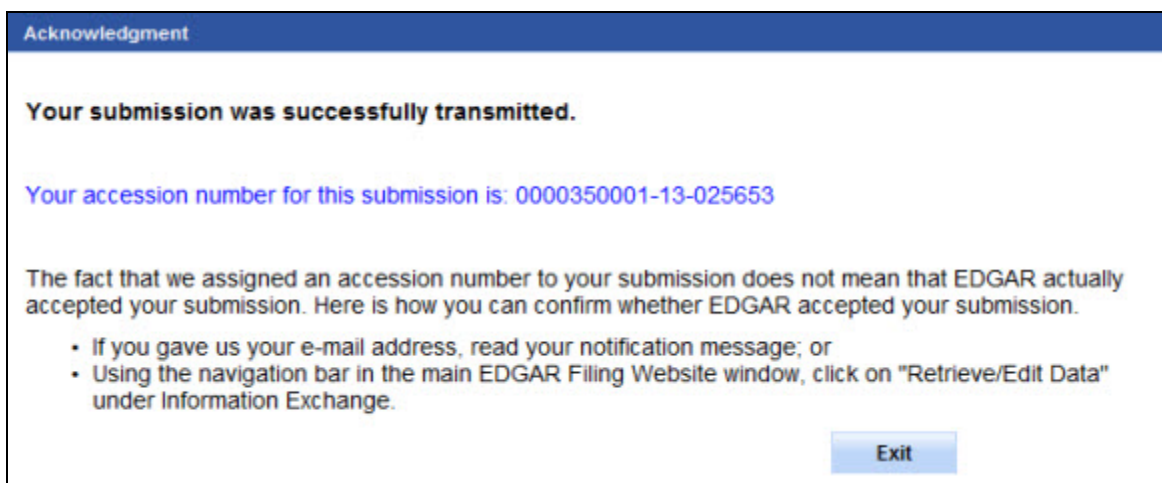 Acknowledgment
Your submission was successfully transmitted.
Your accession number for this submission is: 0000350001-13-025653
The fact that we assigned an accession number to your submission does not mean that EDGAR actually
accepted your submission. Here is how you can confirm whether EDGAR accepted your submission.
• If you gave us your e-mail address, read your notification message; or
• Using the navigation bar in the main EDGAR Filing Website window, click on "Retrieve/Edit Data"
under Information Exchange.
Exit